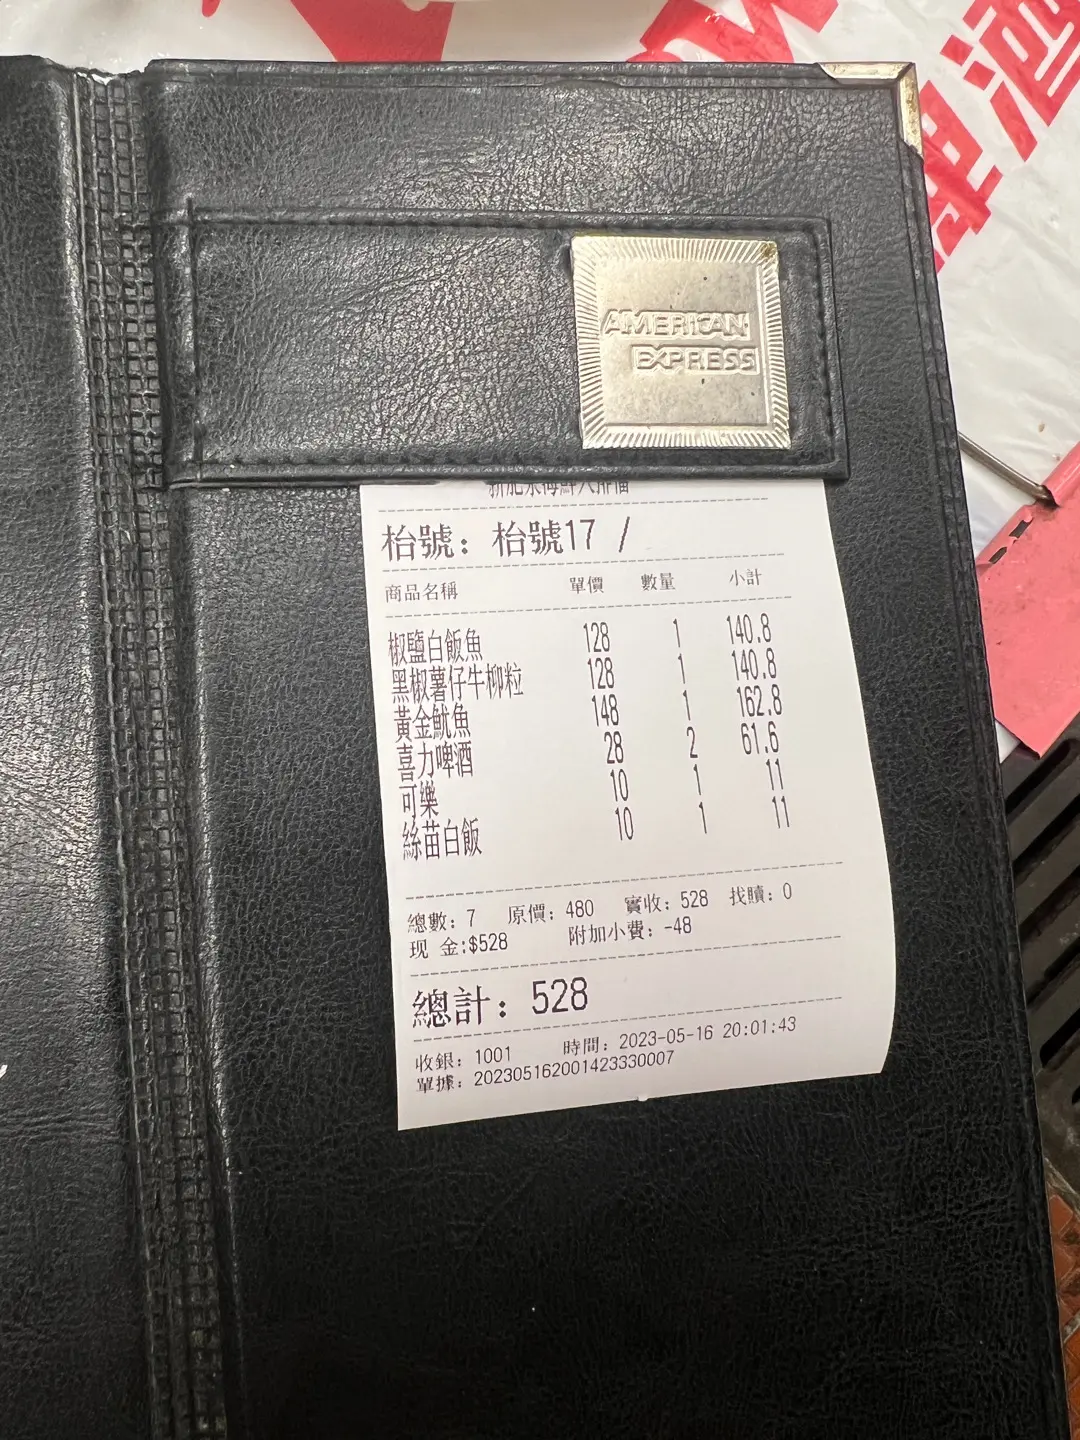 AMERICAN
EXPRESS
枱號：枱號17 /
商品名稱 單價 數量 小計
椒鹽白飯魚 128 1 140.8
黑椒薯仔牛柳粒 128 1 140.8
黃金魷魚 148 1 162.8
喜力啤酒 28 2 61.6
可樂 10 1 11
絲苗白飯 10 1 11
總數：7 原價：480 實收：528 找贖：0
现 金:$528 附加小費：-48
總計：528
收銀：1001 時間：2023-05-16 20:01:43
單據：202305162001423330007
啤酒